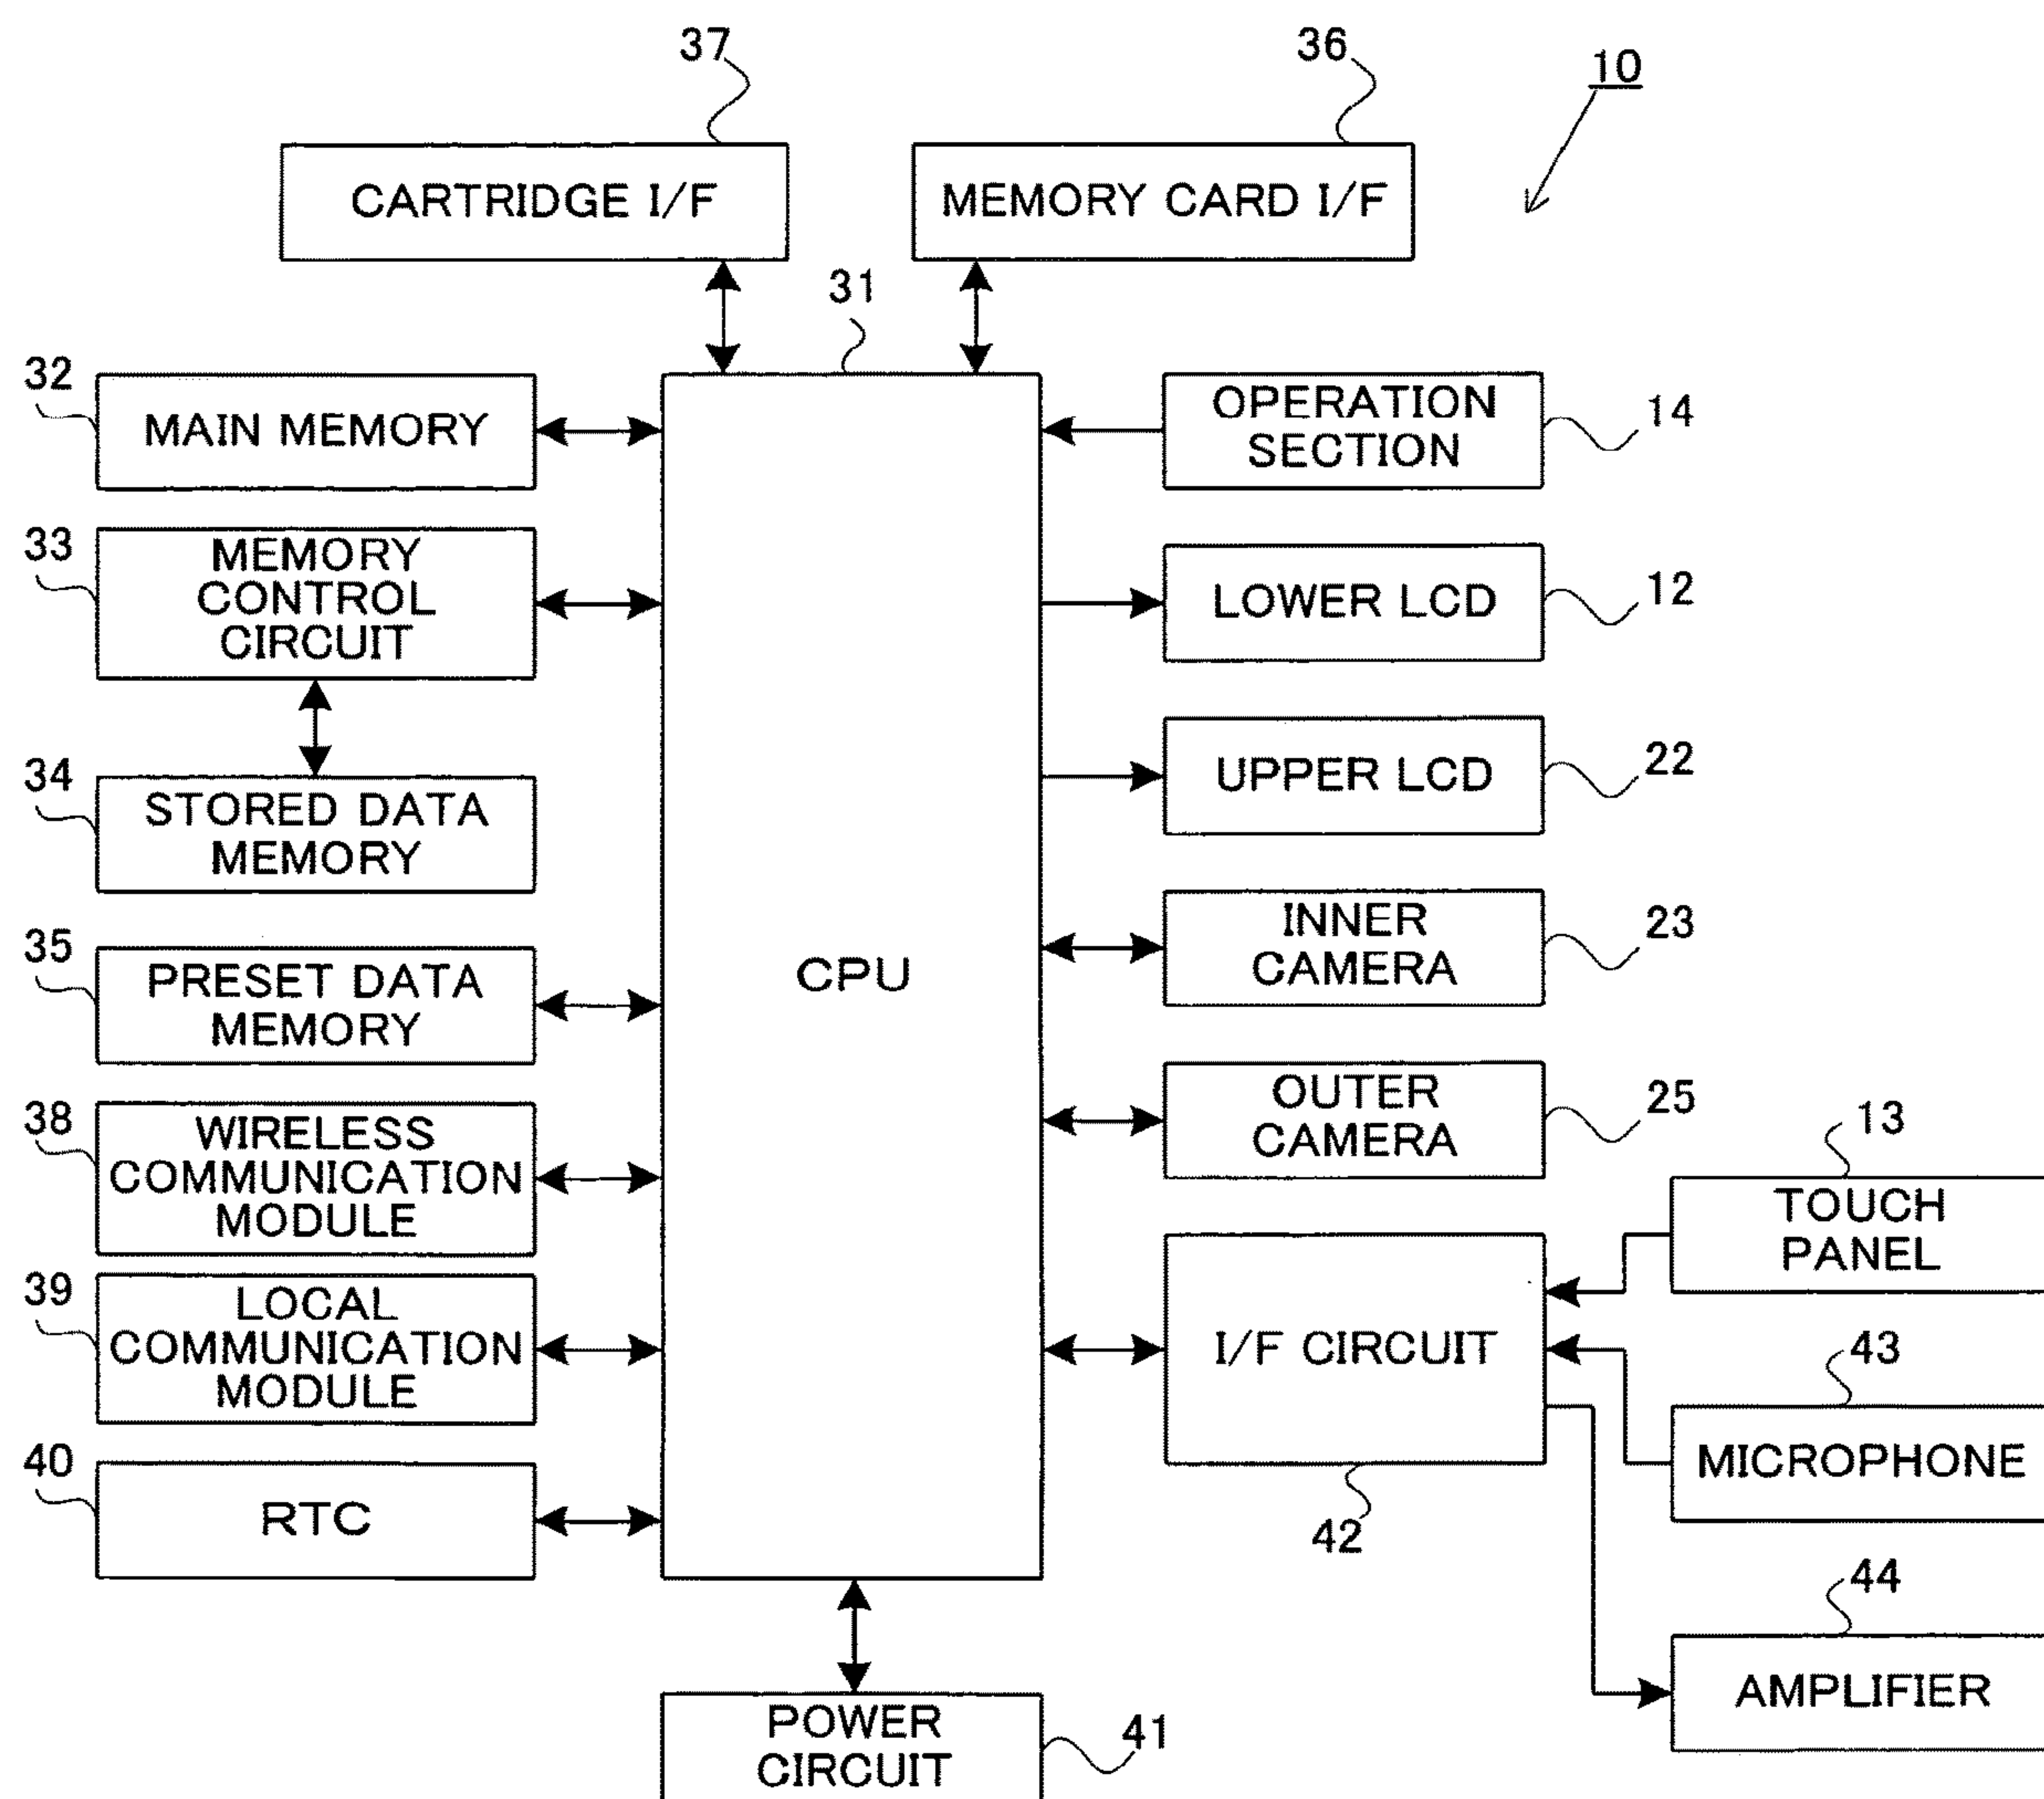 37
36
10
CARTRIDGE I/F
MEMORY CARD I/F
31
32
MAIN MEMORY
OPERATION
SECTION
14
33
MEMORY
CONTROL
CIRCUIT
LOWER LCD
12
34
STORED DATA
MEMORY
UPPER LCD
22
35
PRESET DATA
MEMORY
CPU
INNER
CAMERA
23
38
WIRELESS
COMMUNICATION
MODULE
OUTER
CAMERA
25
13
TOUCH
PANEL
39
LOCAL
COMMUNICATION
MODULE
I/F CIRCUIT
43
MICROPHONE
40
RTC
42
44
AMPLIFIER
POWER
CIRCUIT
41